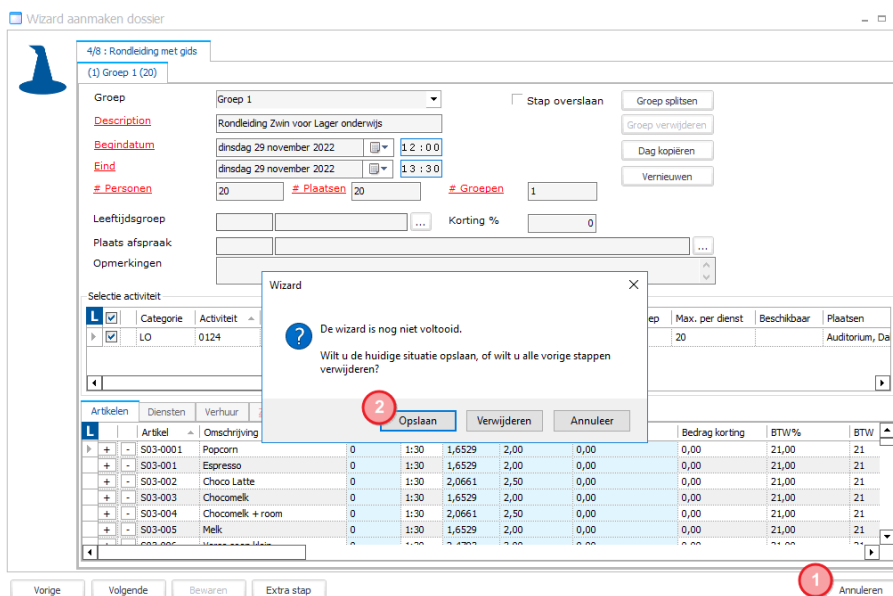 Wizard aanmaken dossier
4/8 : Rondleiding met gids
(1) Groep 1 (20)
Groep Groep 1 Stap overslaan Groep splitsen
Description Rondleiding Zwin voor Lager onderwijs Groep verwijderen
Begindatum dinsdag 29 november 2022 12:00 Dag kopiëren
Eind dinsdag 29 november 2022 13:30 Vernieuwen
# Personen 20 # Plaatsen 20 # Groepen 1
Leeftijdsgroep ... Korting % 0
Plaats afspraak ...
Opmerkingen
Wizard
De wizard is nog niet voltooid.
Wilt u de huidige situatie opslaan, of wilt u alle vorige stappen
verwijderen?
2 Opslaan Verwijderen Annuleer
Selectie activiteit
L Categorie Activiteit ep Max. per dienst Beschikbaar Plaatsen
LO 0124 20 Auditorium, Da
Artikelen Diensten Verhuur
L Artikel Omschrijving Bedrag korting BTW% BTW
+ - S03-0001 Popcorn 0 1:30 1,6529 2,00 0,00 0,00 21,00 21
+ - S03-001 Espresso 0 1:30 1,6529 2,00 0,00 0,00 21,00 21
+ - S03-002 Choco Latte 0 1:30 2,0661 2,50 0,00 0,00 21,00 21
+ - S03-003 Chocomelk 0 1:30 1,6529 2,00 0,00 0,00 21,00 21
+ - S03-004 Chocomelk + room 0 1:30 2,0661 2,50 0,00 0,00 21,00 21
+ - S03-005 Melk 0 1:30 1,6529 2,00 0,00 0,00 21,00 21
Vorige Volgende Bewaren Extra stap 1 Annuleren